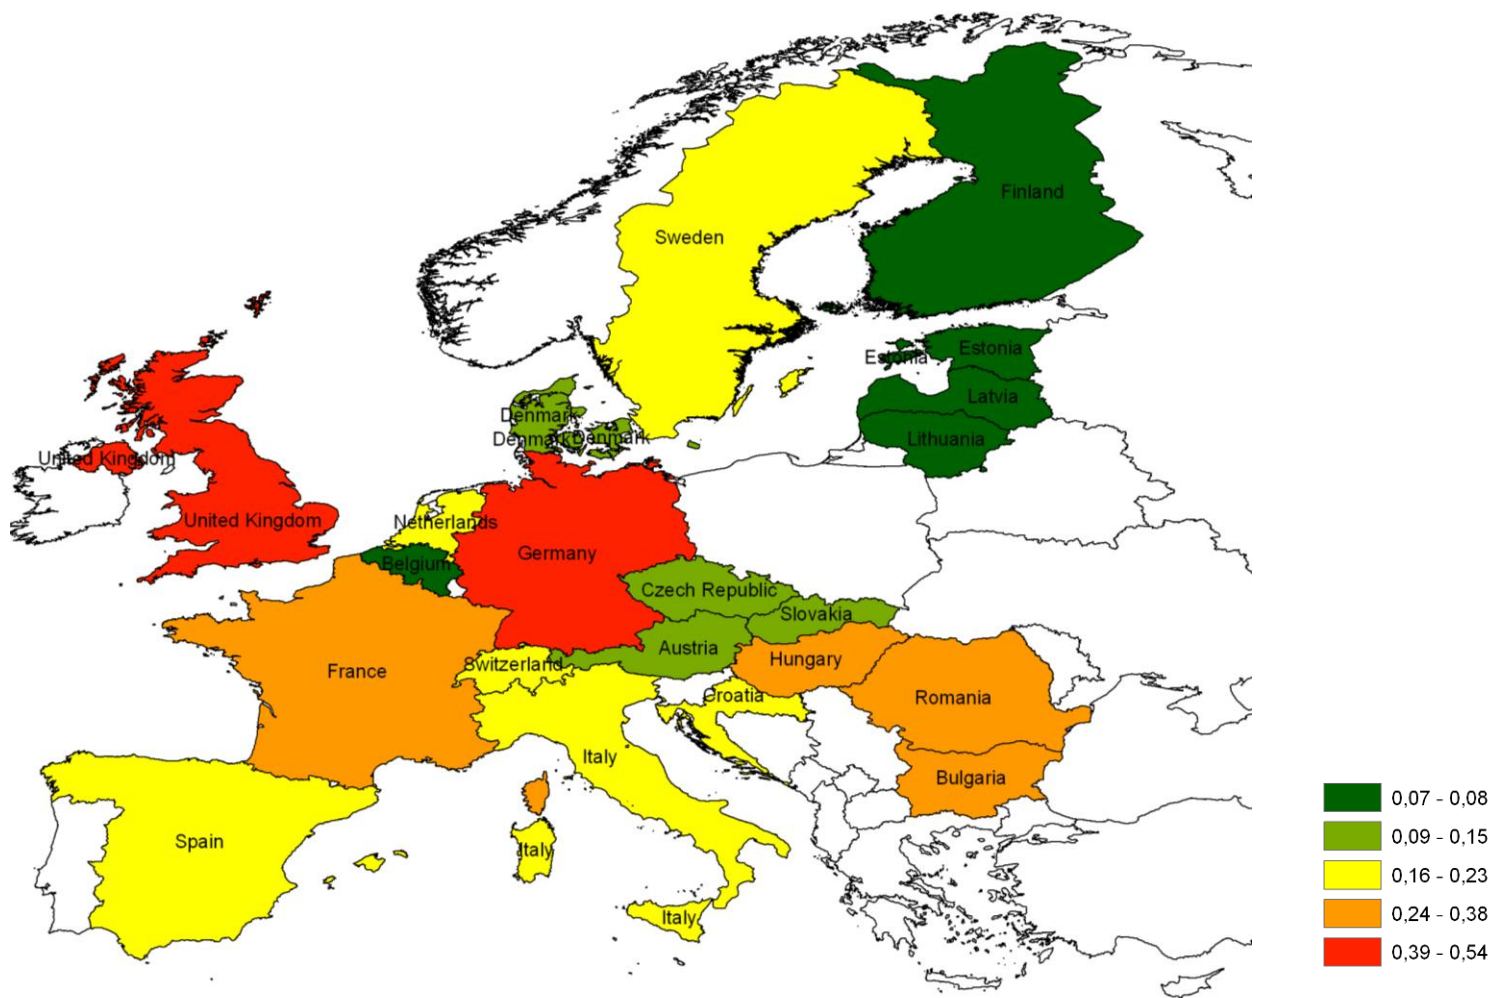 Finland
Sweden
Estonia
Estonia
Latvia
Denmark
Denmark
Denmark
Lithuania
United Kingdom
United Kingdom
Netherlands
Germany
Belgium
Czech Republic
Slovakia
Austria
Hungary
Switzerland
France
Croatia
Romania
Italy
Bulgaria
Spain
Italy
Italy
0,07 - 0,08
0,09 - 0,15
0,16 - 0,23
0,24 - 0,38
0,39 - 0,54